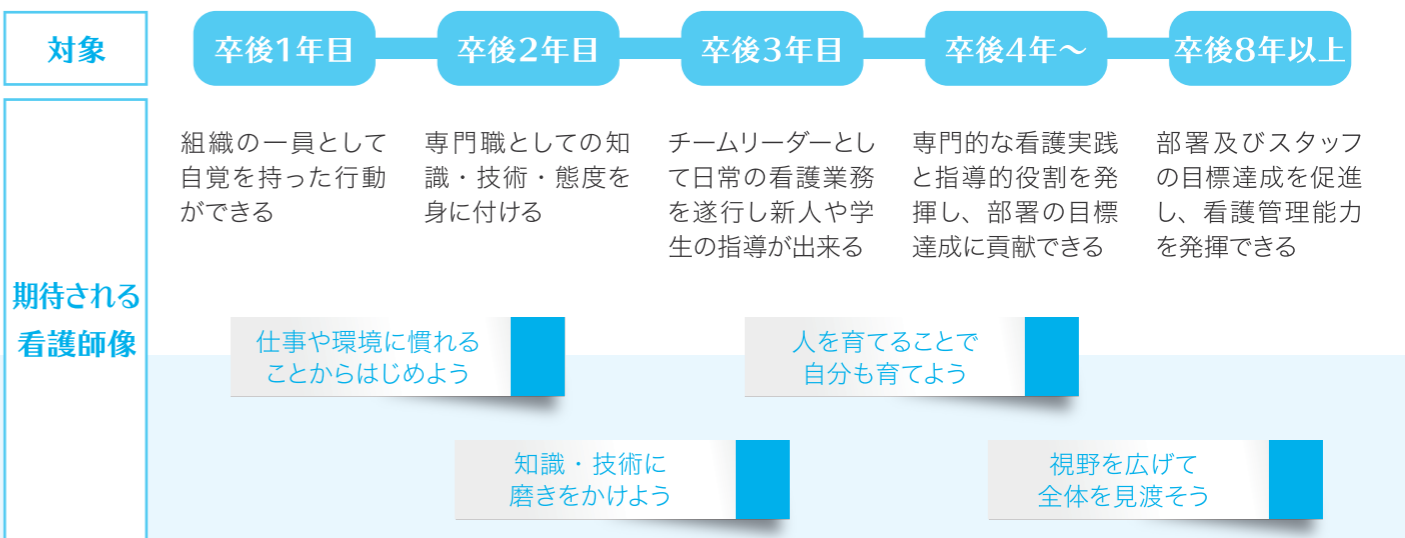 対象
卒後1年目
卒後2年目
卒後3年目
卒後4年〜
卒後8年以上
期待される
看護師像
組織の一員として
自覚を持った行動
ができる
専門職としての知
識・技術・態度を
身に付ける
チームリーダーとし
て日常の看護業務
を遂行し新人や学
生の指導が出来る
専門的な看護実践
と指導的役割を発
揮し、部署の目標
達成に貢献できる
部署及びスタッフ
の目標達成を促進
し、看護管理能力
を発揮できる
仕事や環境に慣れる
ことからはじめよう
人を育てることで
自分も育てよう
知識・技術に
磨きをかけよう
視野を広げて
全体を見渡そう